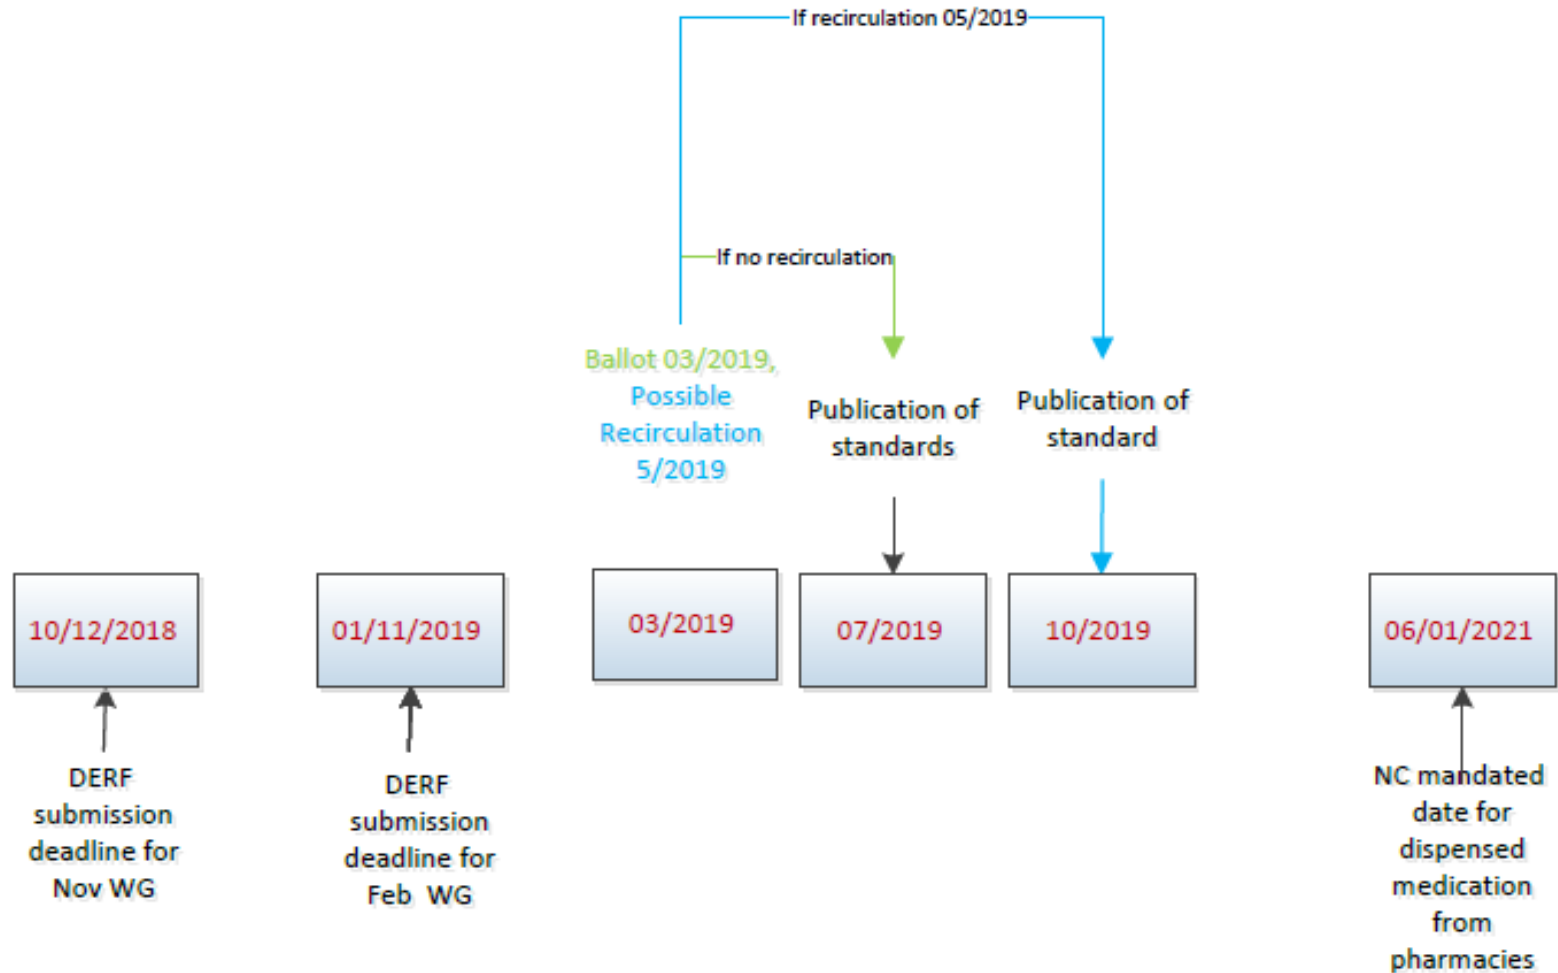 If recirculation 05/2019
If no recirculation
Ballot 03/2019,
Possible
Recirculation
5/2019
Publication of
standards
Publication of
standard
10/12/2018
01/11/2019
03/2019
07/2019
10/2019
06/01/2021
DERF
submission
deadline for
Nov WG
DERF
submission
deadline for
Feb WG
NC mandated
date for
dispensed
medication
from
pharmacies